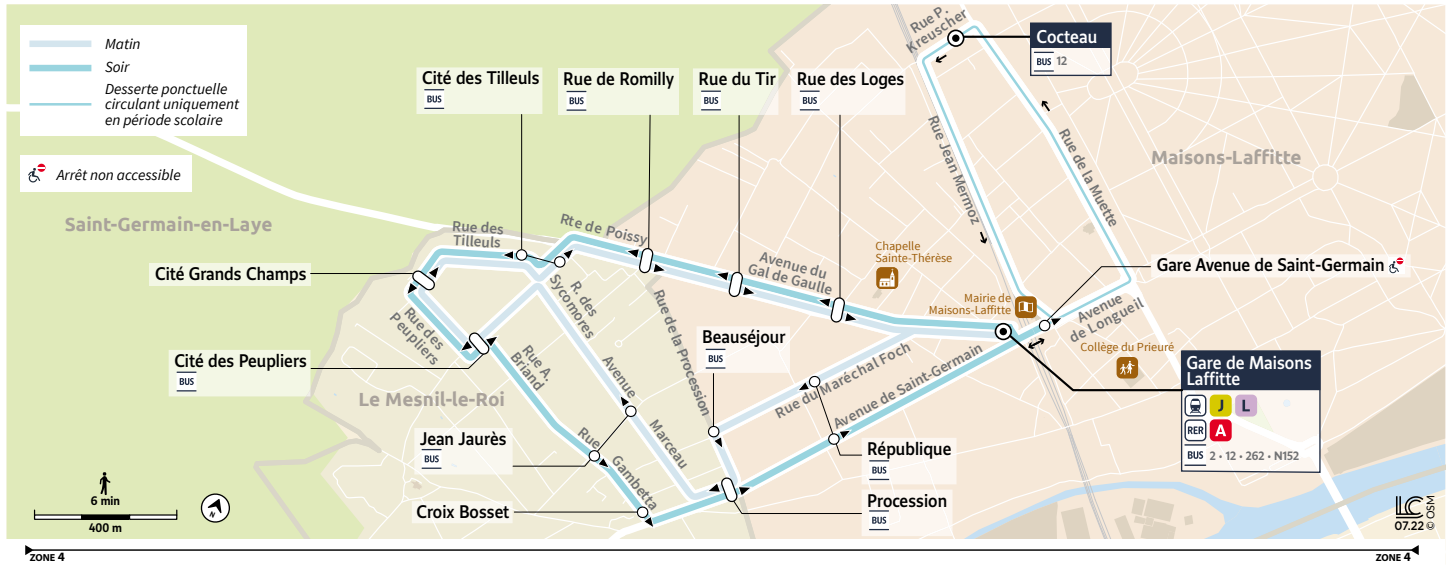 Matin
Soir
Desserte ponctuelle
circulant uniquement
en période scolaire
Arrêt non accessible
Saint-Germain-en-Laye
Cité des Tilleuls
BUS
Rue de Romilly
BUS
Rue du Tir
BUS
Rue des Loges
BUS
Rue P.
Kreuscher
Cocteau
BUS 12
Rue Jean Mermoz
Rue de la Muette
Maisons-Laffitte
Rue des
Tilleuls
Rte de Poissy
Avenue du
Gal de Gaulle
Chapelle
Sainte-Thérèse
Mairie de
Maisons-Laffitte
Gare Avenue de Saint-Germain
Avenue
de Longueil
Collège du Prieuré
Cité Grands Champs
Rue des
Peupliers
R. des
Sycomores
Rue de la Procession
Beauséjour
BUS
Cité des Peupliers
BUS
Rue A.
Briand
Avenue
Marceau
Rue du Maréchal Foch
Avenue de Saint-Germain
Gare de Maisons
Laffitte
J L
RER A
BUS 2 • 12 • 262 • N152
Le Mesnil-le-Roi
Jean Jaurès
BUS
Rue
Gambetta
République
BUS
Croix Bosset
Procession
BUS
6 min
400 m
N
LC
07.22 © OSM
ZONE 4
ZONE 4